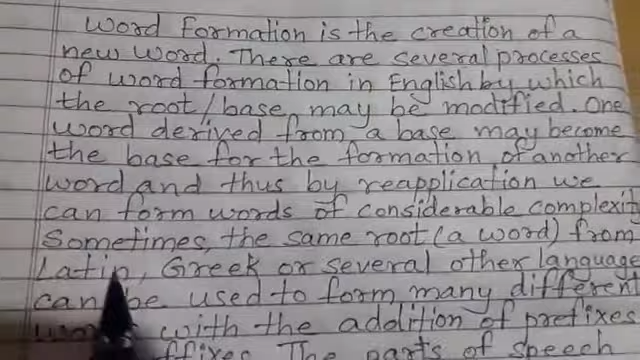 word formation is the creation of a
new word. There are several processes
of word formation in English by which
the root/base may be modified. One
word derived from a base may become
the base for the formation of another
word and thus by reapplication we
can form words of considerable complexit
Sometimes, the same root (a word) from
Latin, Greek or several other language
can be used to form many different
with the addition of prefixes
The parts of speech